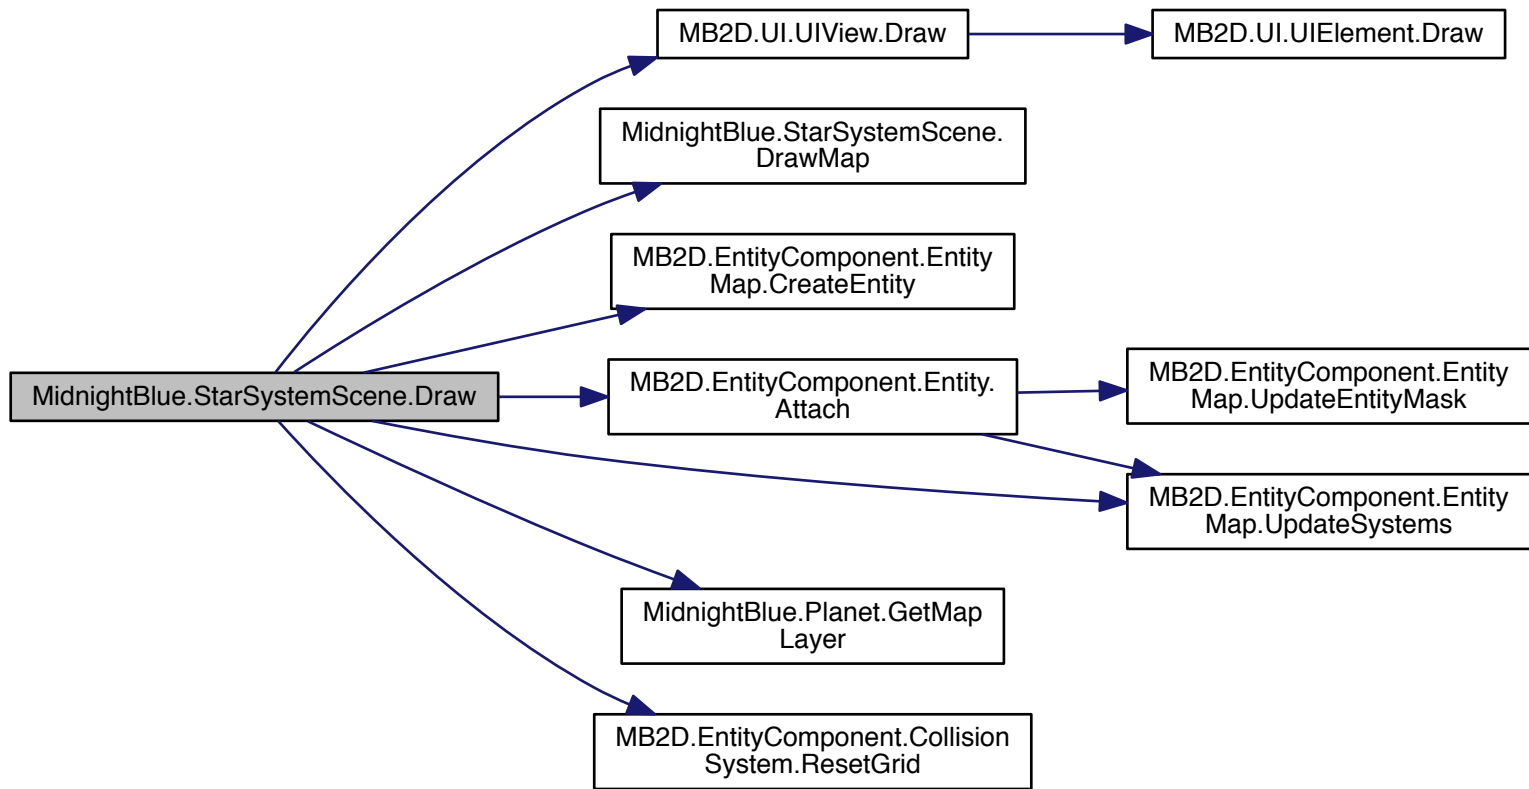 MB2D.UI.UIView.Draw
MB2D.UI.UIElement.Draw
MidnightBlue.StarSystemScene.
DrawMap
MB2D.EntityComponent.Entity
Map.CreateEntity
MidnightBlue.StarSystemScene.Draw
MB2D.EntityComponent.Entity.
Attach
MB2D.EntityComponent.Entity
Map.UpdateEntityMask
MB2D.EntityComponent.Entity
Map.UpdateSystems
MidnightBlue.Planet.GetMap
Layer
MB2D.EntityComponent.Collision
System.ResetGrid